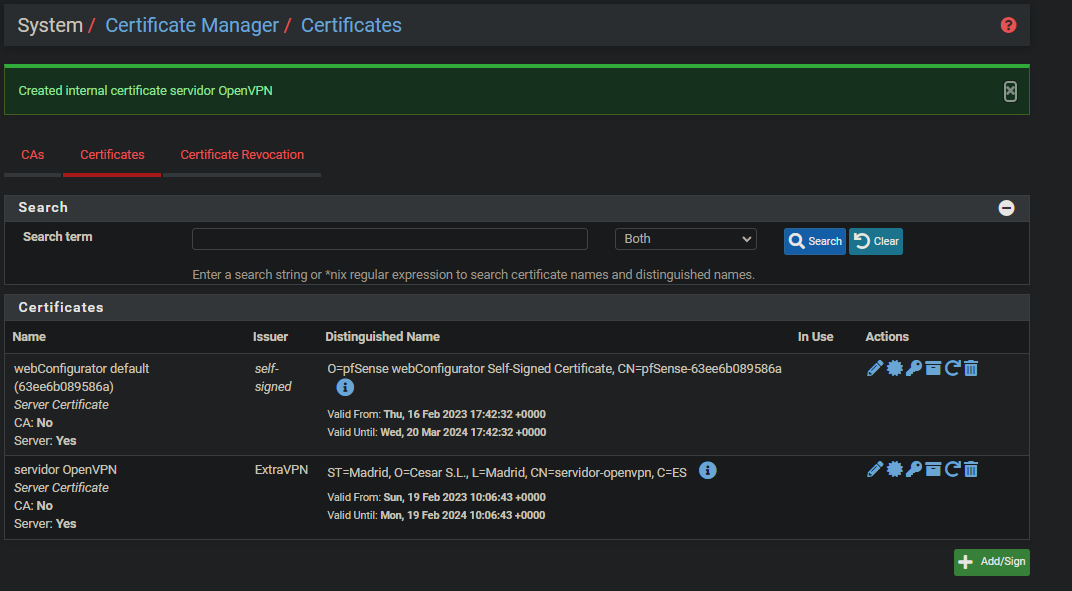 System / Certificate Manager / Certificates
Created internal certificate servidor OpenVPN
CAs Certificates Certificate Revocation
Search
Search term Both Search Clear
Enter a search string or *nix regular expression to search certificate names and distinguished names.
Certificates
Name Issuer Distinguished Name In Use Actions
webConfigurator default
(63ee6b089586a)
Server Certificate
CA: No
Server: Yes
self-
signed
O=pfSense webConfigurator Self-Signed Certificate, CN=pfSense-63ee6b089586a
Valid From: Thu, 16 Feb 2023 17:42:32 +0000
Valid Until: Wed, 20 Mar 2024 17:42:32 +0000
servidor OpenVPN
Server Certificate
CA: No
Server: Yes
ExtraVPN
ST=Madrid, O=Cesar S.L., L=Madrid, CN=servidor-openvpn, C=ES
Valid From: Sun, 19 Feb 2023 10:06:43 +0000
Valid Until: Mon, 19 Feb 2024 10:06:43 +0000
Add/Sign